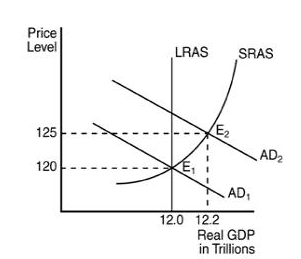 Price
Level
LRAS
SRAS
125
E2
AD2
120
E1
AD1
12.0 12.2
Real GDP
in Trillions